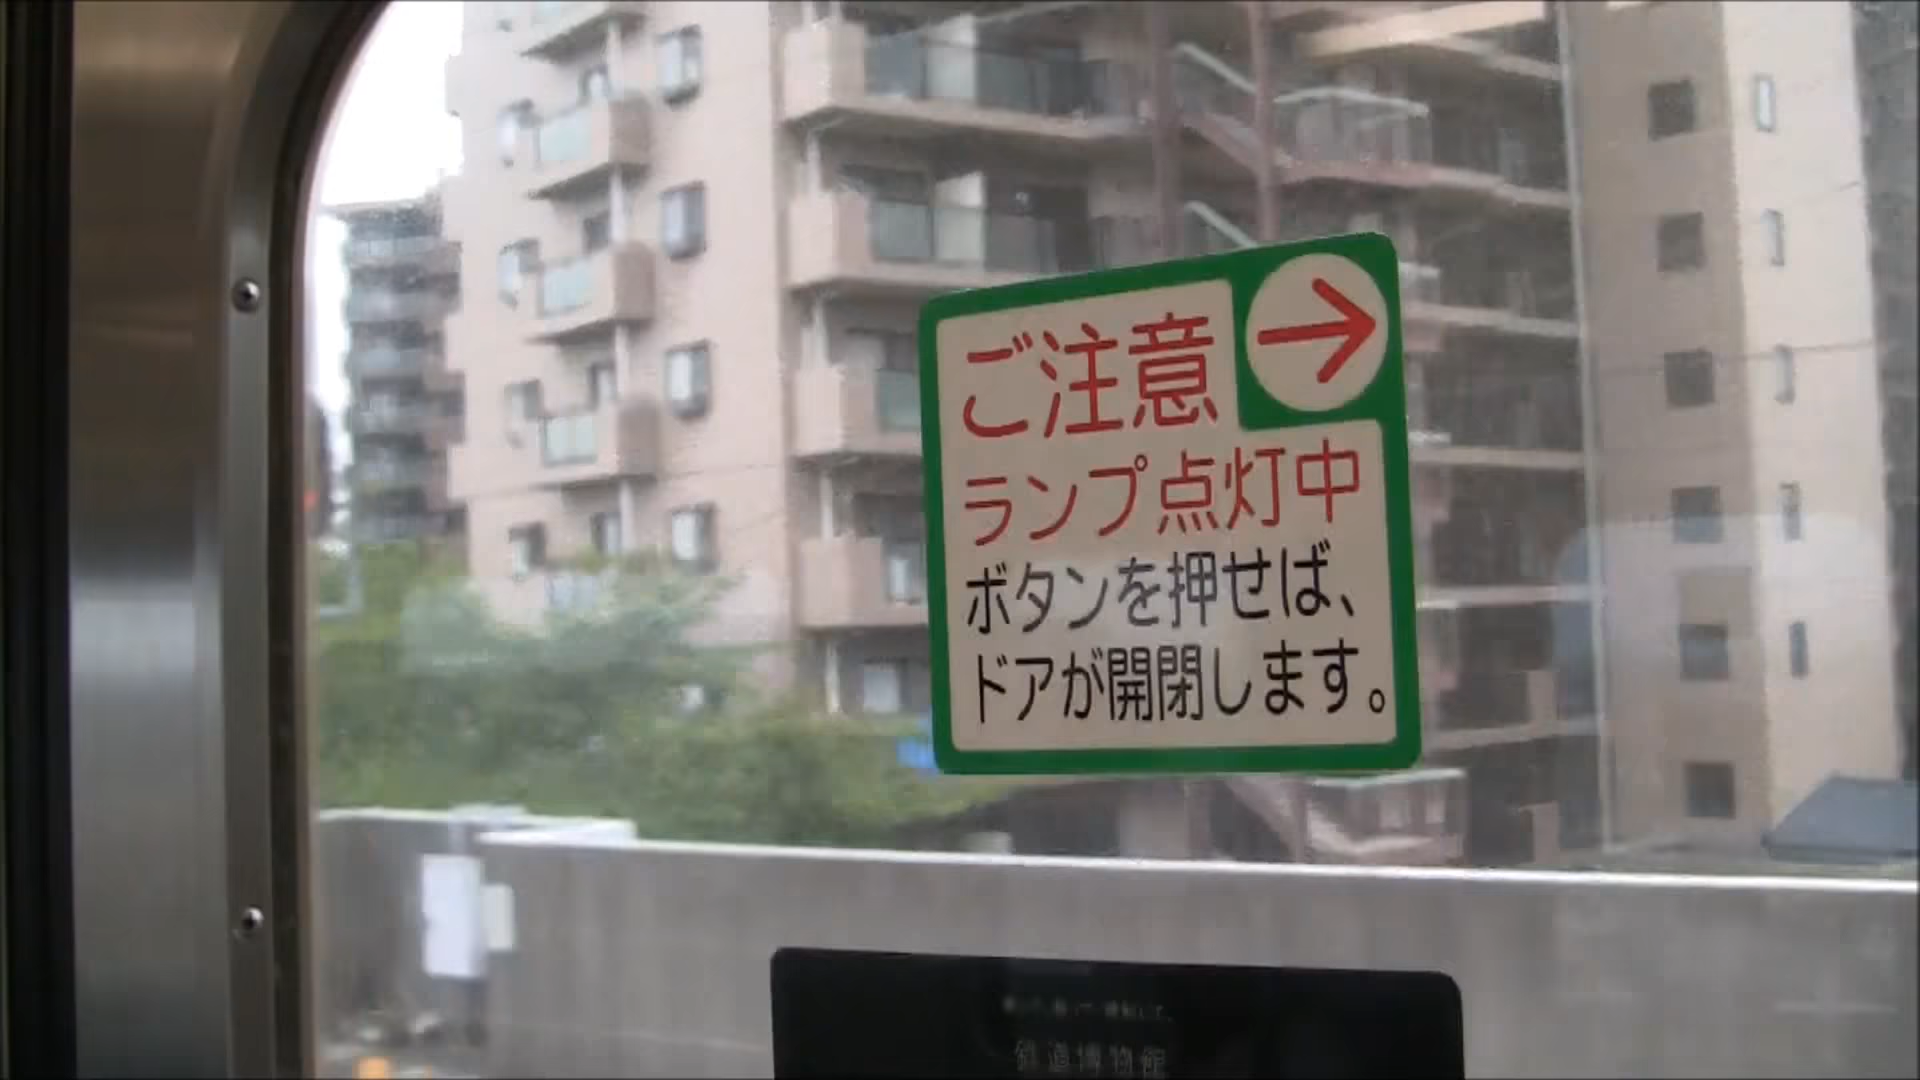 ご注意
ランプ点灯中
ボタンを押せば、
ドアが開閉します。
鉄道博物館